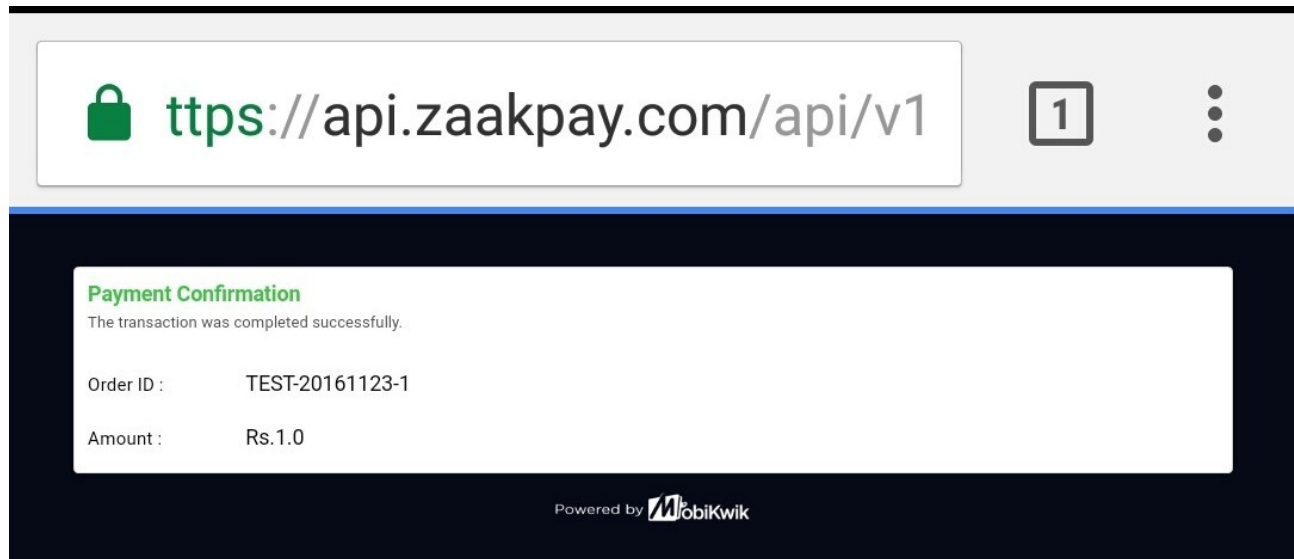 ttps://api.zaakpay.com/api/v1 1
Payment Confirmation
The transaction was completed successfully.
Order ID : TEST-20161123-1
Amount : Rs.1.0
Powered by MobiKwik